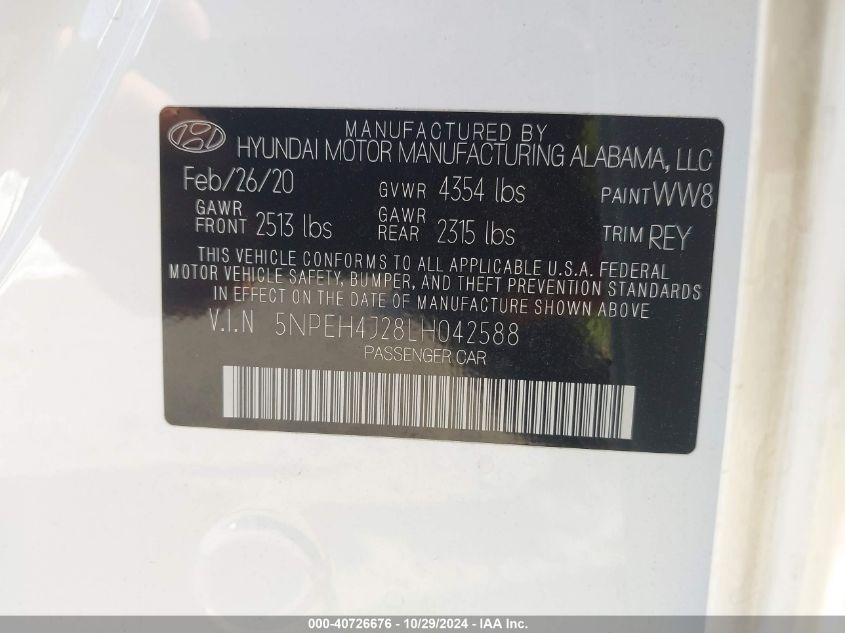 MANUFACTURED BY
HYUNDAI MOTOR MANUFACTURING ALABAMA, LLC
Feb/26/20 GVWR 4354 lbs PAINT WW8
GAWR FRONT 2513 lbs GAWR REAR 2315 lbs TRIM REY
THIS VEHICLE CONFORMS TO ALL APPLICABLE U.S.A. FEDERAL
MOTOR VEHICLE SAFETY, BUMPER, AND THEFT PREVENTION STANDARDS
IN EFFECT ON THE DATE OF MANUFACTURE SHOWN ABOVE
V.I.N 5NPEH4J28LH042588
PASSENGER CAR
000-40726676 - 10/29/2024 - IAA Inc.